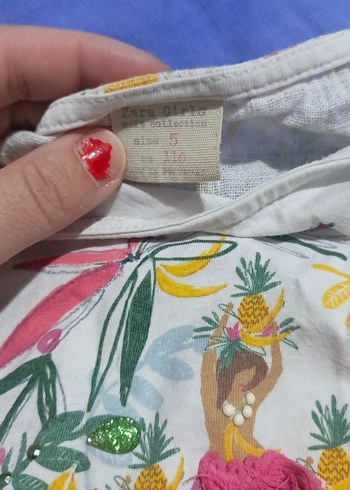 Zara Girls
soft collection
size 5
cm 110